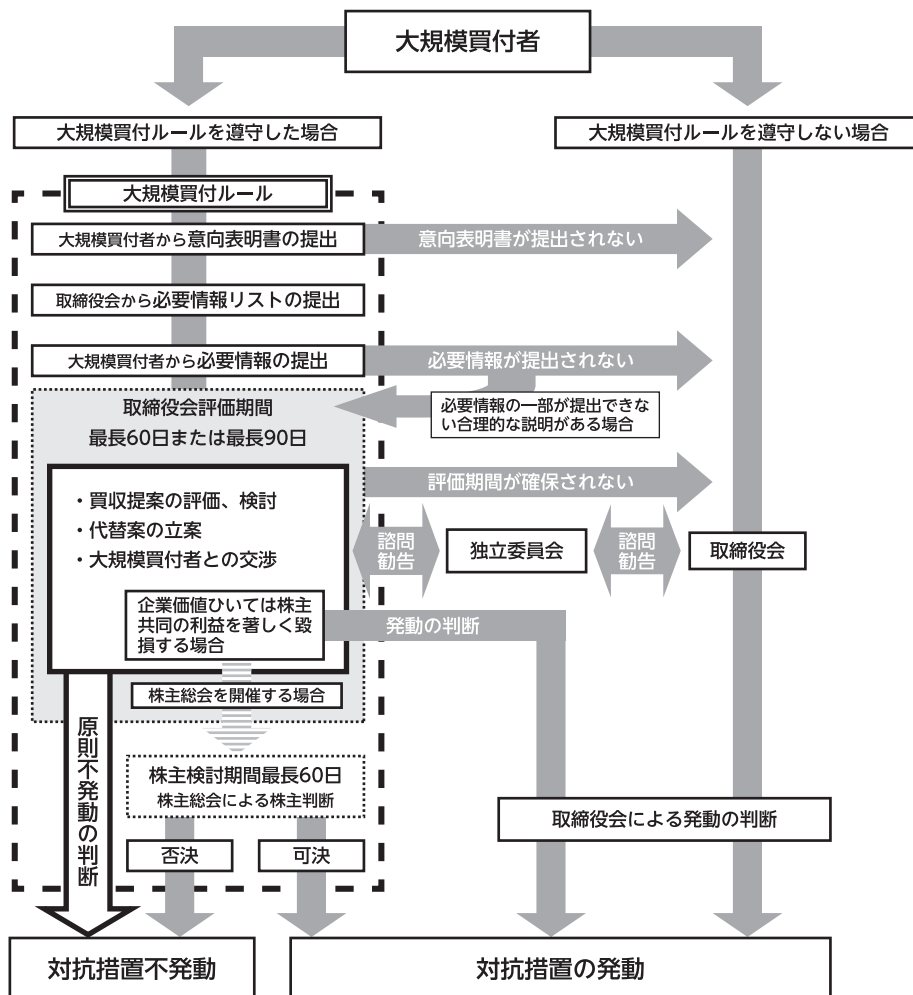 大規模買付者
大規模買付ルールを遵守した場合
大規模買付ルールを遵守しない場合
大規模買付ルール
大規模買付者から意向表明書の提出
意向表明書が提出されない
取締役会から必要情報リストの提出
大規模買付者から必要情報の提出
必要情報が提出されない
取締役会評価期間
最長60日または最長90日
必要情報の一部が提出できな
い合理的な説明がある場合
評価期間が確保されない
・買収提案の評価、検討
・代替案の立案
・大規模買付者との交渉
諮問
勧告
独立委員会
諮問
勧告
取締役会
企業価値ひいては株主
共同の利益を著しく毀
損する場合
発動の判断
株主総会を開催する場合
原則不発動の判断
株主検討期間最長60日
株主総会による株主判断
取締役会による発動の判断
否決
可決
対抗措置不発動
対抗措置の発動